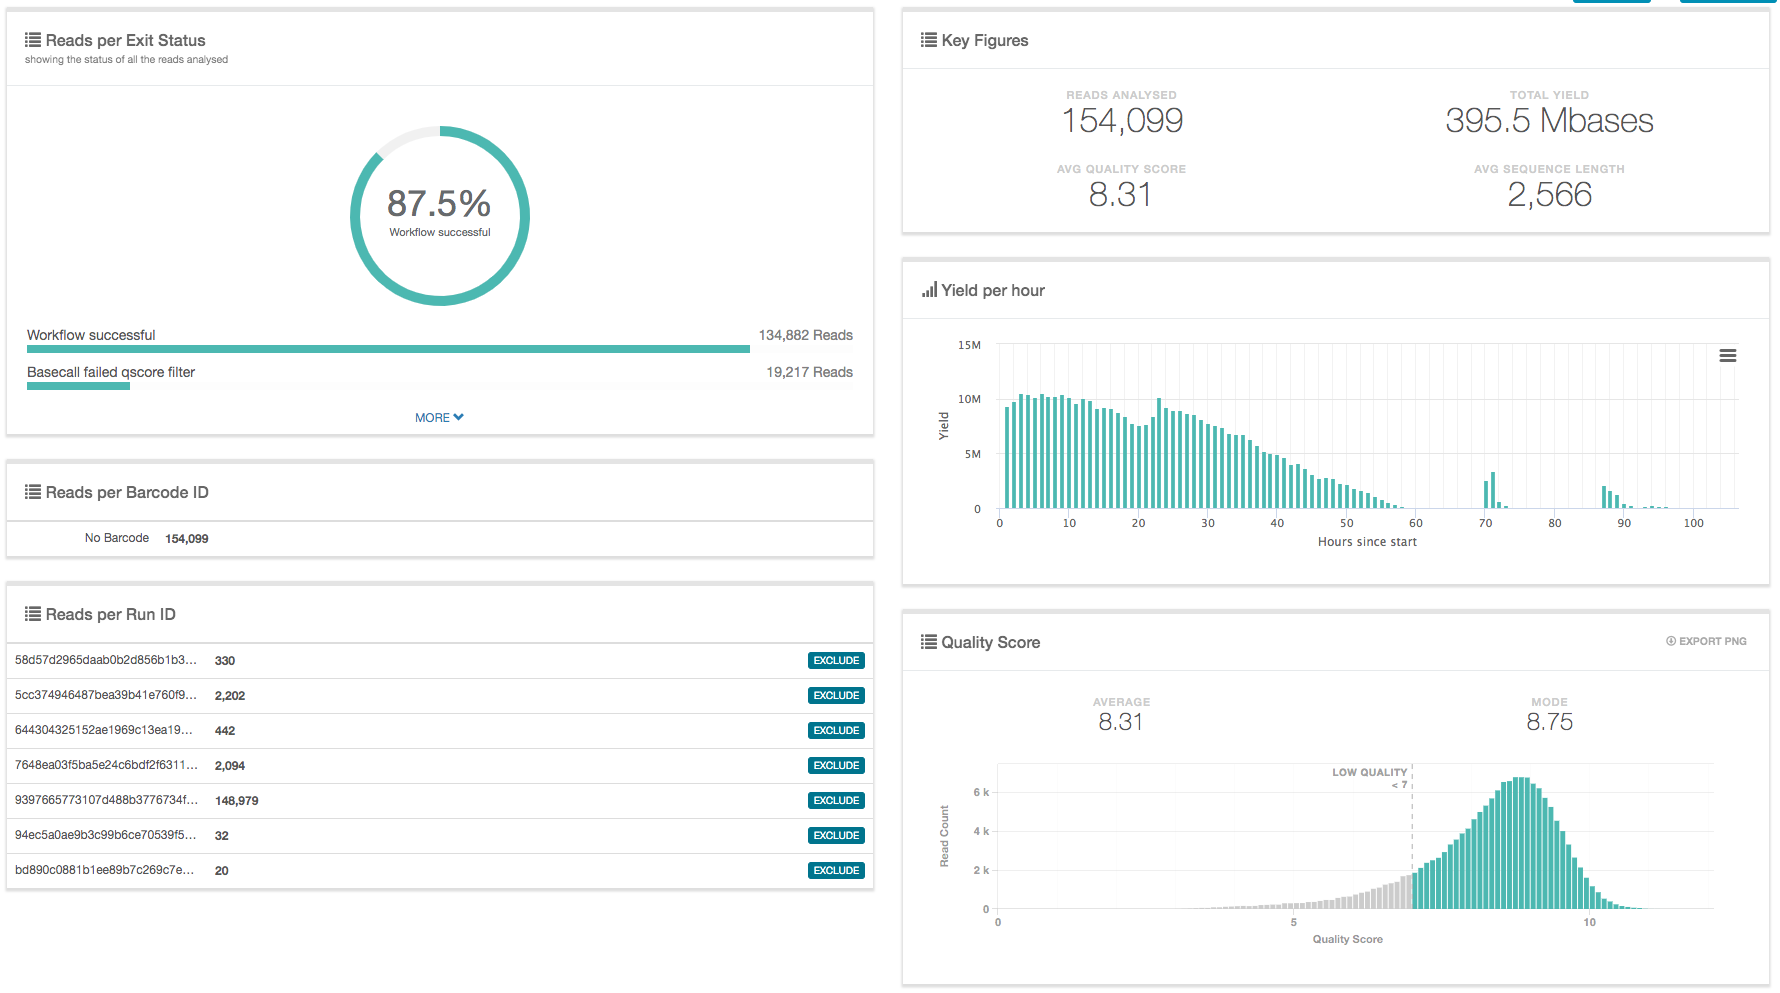 Reads per Exit Status
showing the status of all the reads analysed
87.5%
Workflow successful
Workflow successful 134,882 Reads
Basecall failed qscore filter 19,217 Reads
MORE
Reads per Barcode ID
No Barcode 154,099
Reads per Run ID
58d57d2965daab0b2d856b1b3... 330 EXCLUDE
5cc374946487bea39b41e760f9... 2,202 EXCLUDE
644304325152ae1969c13ea19... 442 EXCLUDE
7648ea03f5ba5e24c6bdf2f6311... 2,094 EXCLUDE
9397665773107d488b3776734f... 148,979 EXCLUDE
94ec5a0ae9b3c99b6ce70539f5... 32 EXCLUDE
bd890c0881b1ee89b7c269c7e... 20 EXCLUDE
Key Figures
READS ANALYSED TOTAL YIELD
154,099 395.5 Mbases
AVG QUALITY SCORE AVG SEQUENCE LENGTH
8.31 2,566
Yield per hour
15M
10M
5M
0
Yield
0 10 20 30 40 50 60 70 80 90 100
Hours since start
Quality Score EXPORT PNG
AVERAGE MODE
8.31 8.75
LOW QUALITY
< 7
6 k
4 k
2 k
0
Read Count
0 5 10
Quality Score